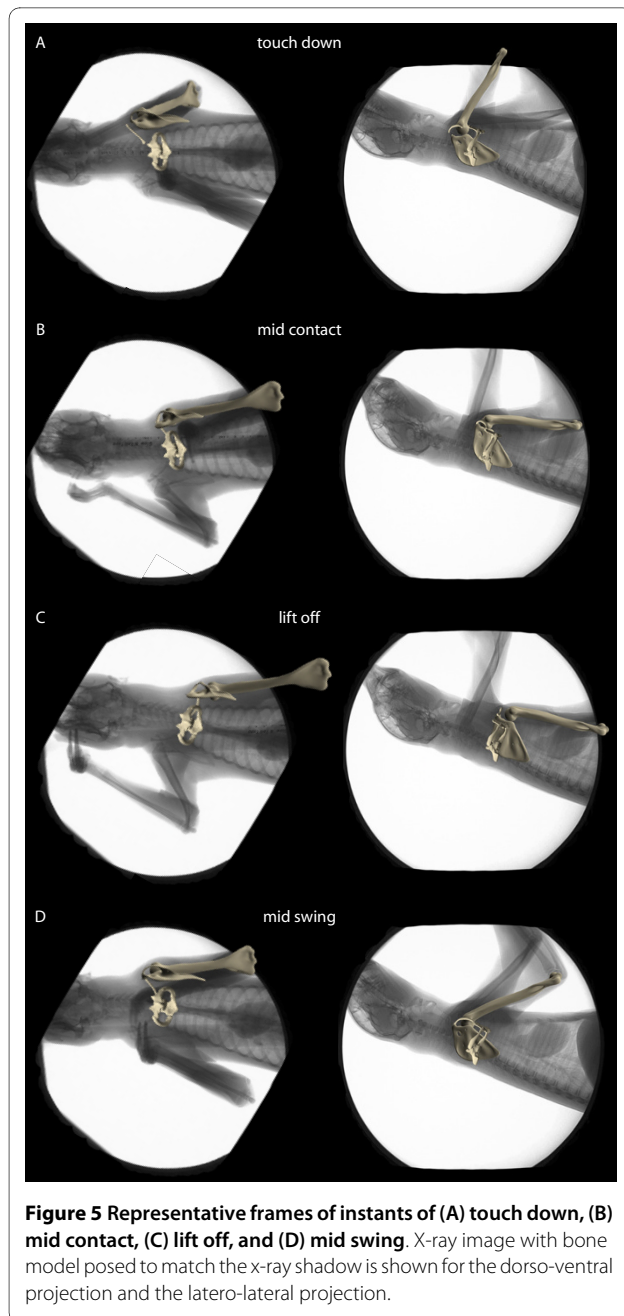 A
touch down
B
mid contact
C
lift off
D
mid swing
Figure 5 Representative frames of instants of (A) touch down, (B)
mid contact, (C) lift off, and (D) mid swing. X-ray image with bone
model posed to match the x-ray shadow is shown for the dorso-ventral
projection and the latero-lateral projection.